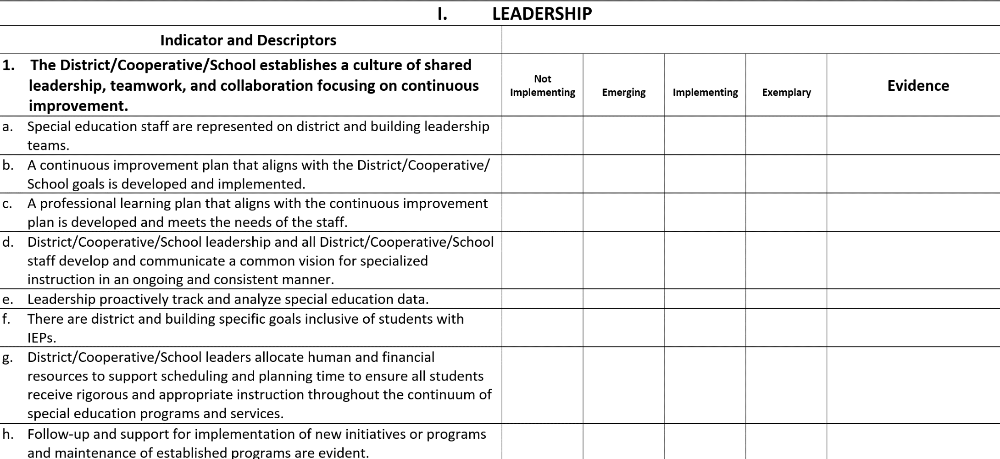 I. LEADERSHIP
Indicator and Descriptors
1. The District/Cooperative/School establishes a culture of shared
leadership, teamwork, and collaboration focusing on continuous
improvement.
Not
Implementing
Emerging
Implementing
Exemplary
Evidence
a. Special education staff are represented on district and building leadership
teams.
b. A continuous improvement plan that aligns with the District/Cooperative/
School goals is developed and implemented.
c. A professional learning plan that aligns with the continuous improvement
plan is developed and meets the needs of the staff.
d. District/Cooperative/School leadership and all District/Cooperative/School
staff develop and communicate a common vision for specialized
instruction in an ongoing and consistent manner.
e. Leadership proactively track and analyze special education data.
f. There are district and building specific goals inclusive of students with
IEPs.
g. District/Cooperative/School leaders allocate human and financial
resources to support scheduling and planning time to ensure all students
receive rigorous and appropriate instruction throughout the continuum of
special education programs and services.
h. Follow-up and support for implementation of new initiatives or programs
and maintenance of established programs are evident.